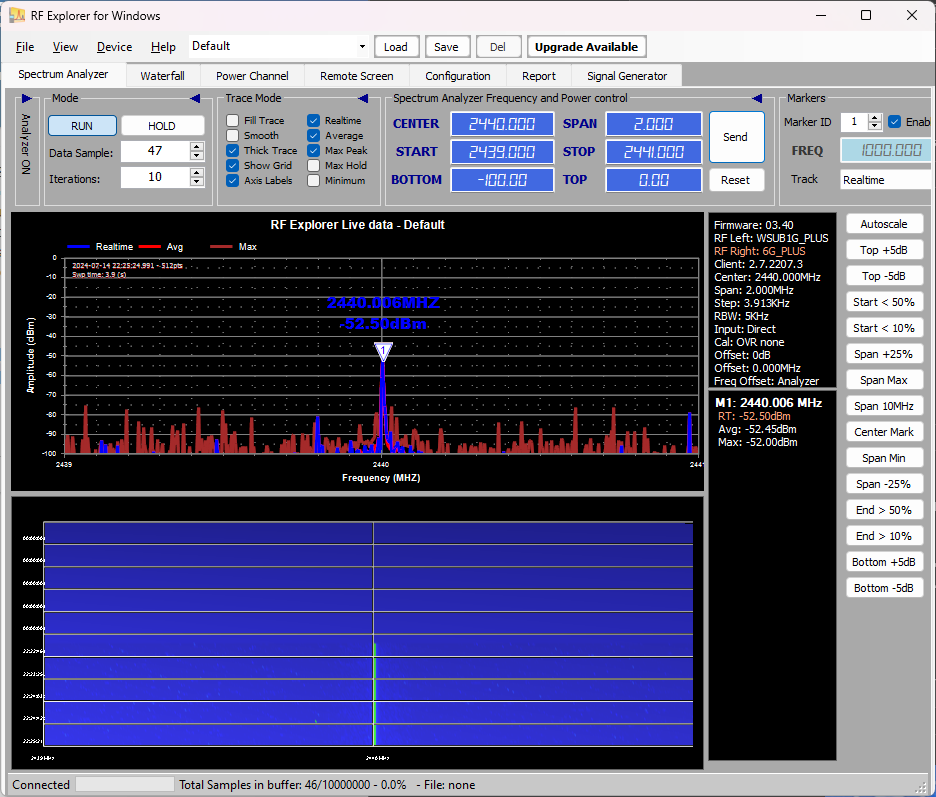 RF Explorer for Windows
File View Device Help Default Load Save Del Upgrade Available
Spectrum Analyzer Waterfall Power Channel Remote Screen Configuration Report Signal Generator
Analyzer ON
Mode
RUN HOLD
Data Sample: 47
Iterations: 10
Trace Mode
Fill Trace Realtime
Smooth Average
Thick Trace Max Peak
Show Grid Max Hold
Axis Labels Minimum
Spectrum Analyzer Frequency and Power control
CENTER 2440.000 SPAN 2.000
START 2439.000 STOP 2441.000
BOTTOM -100.00 TOP 0.00
Send
Reset
Markers
Marker ID 1 Enab
FREQ 1000.000
Track Realtime
RF Explorer Live data - Default
Realtime Avg Max
2024-07-14 22:25:24.991 - 512pts
Swp time: 3.9 (s)
2440.006MHZ
-52.50dBm
1
Amplitude (dBm)
0
-10
-20
-30
-40
-50
-60
-70
-80
-90
-100
2439 2440 2441
Frequency (MHZ)
Firmware: 03.40
RF Left: WSUB1G_PLUS
RF Right: 6G_PLUS
Client: 2.7.2207.3
Center: 2440.000MHz
Span: 2.000MHz
Step: 3.913KHz
RBW: 5KHz
Input: Direct
Cal: OVR none
Offset: 0dB
Offset: 0.000MHz
Freq Offset: Analyzer
M1: 2440.006 MHz
RT: -52.50dBm
Avg: -52.45dBm
Max: -52.00dBm
Autoscale
Top +5dB
Top -5dB
Start < 50%
Start < 10%
Span +25%
Span Max
Span 10MHz
Center Mark
Span Min
Span -25%
End > 50%
End > 10%
Bottom +5dB
Bottom -5dB
Connected Total Samples in buffer: 46/10000000 - 0.0% - File: none